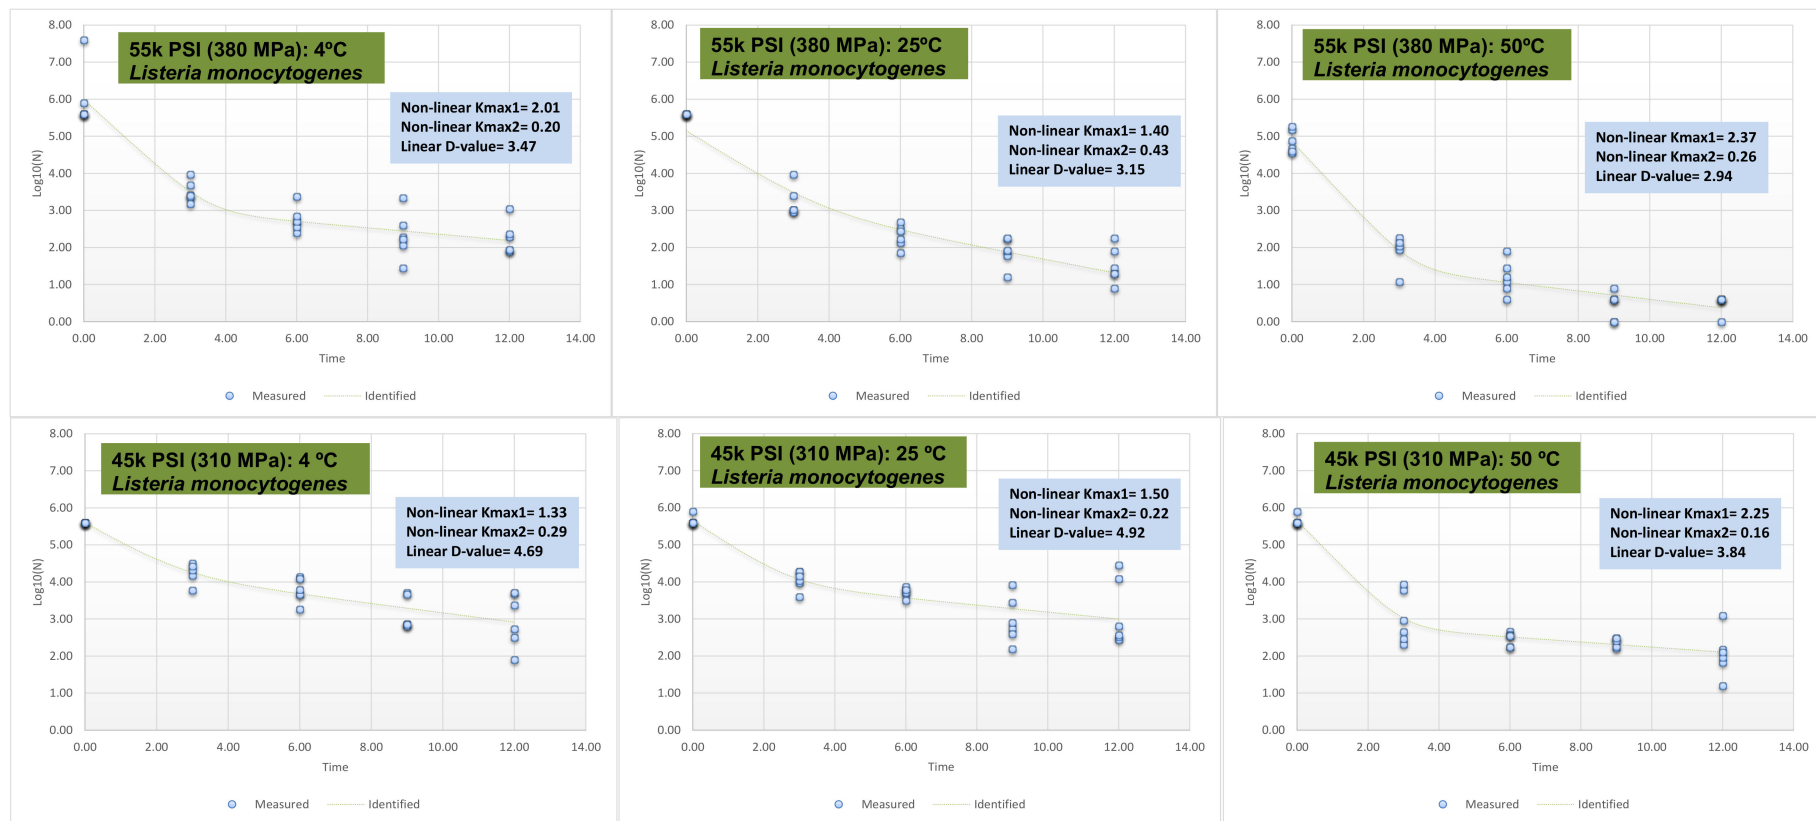 55k PSI (380 MPa): 4ºC
Listeria monocytogenes
Non-linear Kmax1= 2.01
Non-linear Kmax2= 0.20
Linear D-value= 3.47
Log10(N)
8.00
7.00
6.00
5.00
4.00
3.00
2.00
1.00
0.00
0.00 2.00 4.00 6.00 8.00 10.00 12.00 14.00
Time
Measured Identified
55k PSI (380 MPa): 25ºC
Listeria monocytogenes
Non-linear Kmax1= 1.40
Non-linear Kmax2= 0.43
Linear D-value= 3.15
Log10(N)
8.00
7.00
6.00
5.00
4.00
3.00
2.00
1.00
0.00
0.00 2.00 4.00 6.00 8.00 10.00 12.00 14.00
Time
Measured Identified
55k PSI (380 MPa): 50ºC
Listeria monocytogenes
Non-linear Kmax1= 2.37
Non-linear Kmax2= 0.26
Linear D-value= 2.94
Log10(N)
8.00
7.00
6.00
5.00
4.00
3.00
2.00
1.00
0.00
0.00 2.00 4.00 6.00 8.00 10.00 12.00 14.00
Time
Measured Identified
45k PSI (310 MPa): 4 ºC
Listeria monocytogenes
Non-linear Kmax1= 1.33
Non-linear Kmax2= 0.29
Linear D-value= 4.69
Log10(N)
8.00
7.00
6.00
5.00
4.00
3.00
2.00
1.00
0.00
0.00 2.00 4.00 6.00 8.00 10.00 12.00 14.00
Time
Measured Identified
45k PSI (310 MPa): 25 ºC
Listeria monocytogenes
Non-linear Kmax1= 1.50
Non-linear Kmax2= 0.22
Linear D-value= 4.92
Log10(N)
8.00
7.00
6.00
5.00
4.00
3.00
2.00
1.00
0.00
0.00 2.00 4.00 6.00 8.00 10.00 12.00 14.00
Time
Measured Identified
45k PSI (310 MPa): 50 ºC
Listeria monocytogenes
Non-linear Kmax1= 2.25
Non-linear Kmax2= 0.16
Linear D-value= 3.84
Log10(N)
8.00
7.00
6.00
5.00
4.00
3.00
2.00
1.00
0.00
0.00 2.00 4.00 6.00 8.00 10.00 12.00 14.00
Time
Measured Identified